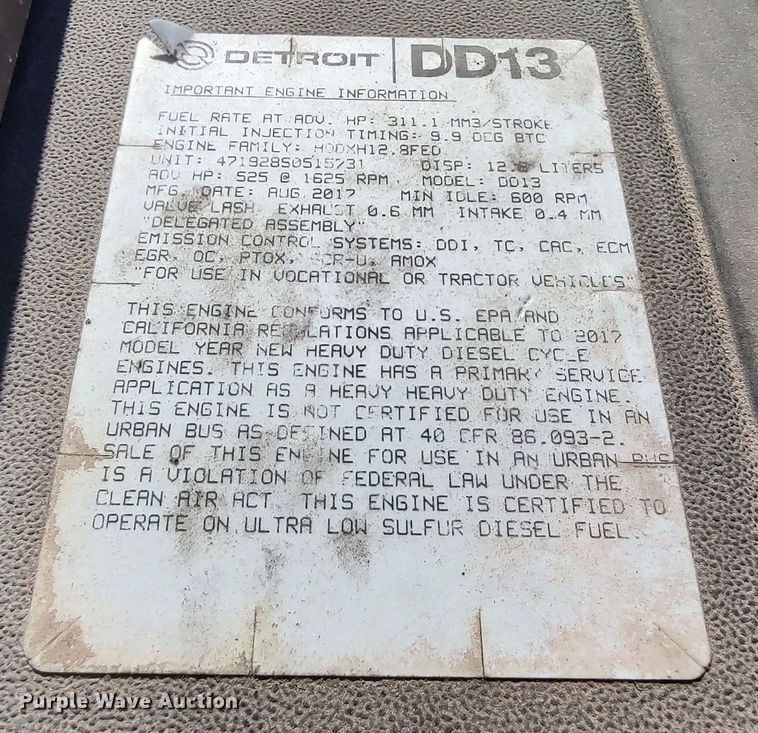 DETROIT DD13
IMPORTANT ENGINE INFORMATION
FUEL RATE AT ADV. HP: 311.1 MM3/STROKE
INITIAL INJECTION TIMING: 9.9 DEG BTC
ENGINE FAMILY: HDDXH12.8FED
UNIT: 471928S0515731 DISP: 12.8 LITERS
ADV HP: 525 @ 1625 RPM MODEL: DD13
MFG. DATE: AUG 2017 MIN IDLE: 600 RPM
VALVE LASH EXHAUST 0.6 MM INTAKE 0.4 MM
"DELEGATED ASSEMBLY"
EMISSION CONTROL SYSTEMS: DDI, TC, CAC, ECM
EGR, OC, PTOX, SCR-U, AMOX
"FOR USE IN VOCATIONAL OR TRACTOR VEHICLES"
THIS ENGINE CONFORMS TO U.S. EPA AND
CALIFORNIA REGULATIONS APPLICABLE TO 2017
MODEL YEAR NEW HEAVY DUTY DIESEL CYCLE
ENGINES. THIS ENGINE HAS A PRIMARY SERVICE
APPLICATION AS A HEAVY HEAVY DUTY ENGINE.
THIS ENGINE IS NOT CERTIFIED FOR USE IN AN
URBAN BUS AS DEFINED AT 40 CFR 86.093-2.
SALE OF THIS ENGINE FOR USE IN AN URBAN BUS
IS A VIOLATION OF FEDERAL LAW UNDER THE
CLEAN AIR ACT. THIS ENGINE IS CERTIFIED TO
OPERATE ON ULTRA LOW SULFUR DIESEL FUEL.
Purple Wave Auction